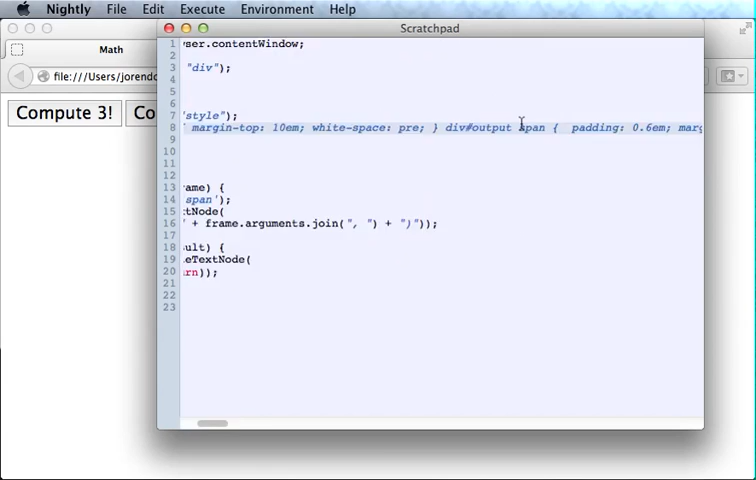 Nightly File Edit Execute Environment Help
Scratchpad
Math
file:///Users/jorendo
Compute 3!
Co
1 ser.contentWindow;
2
3 "div");
4
5
6
7 "style");
8 margin-top: 10em; white-space: pre; } div#output span { padding: 0.6em; marg
9
10
11
12
13 rame) {
14 span');
15 tNode(
16 ' + frame.arguments.join(", ") + ")"));
17
18 sult) {
19 eTextNode(
20 rn));
21
22
23